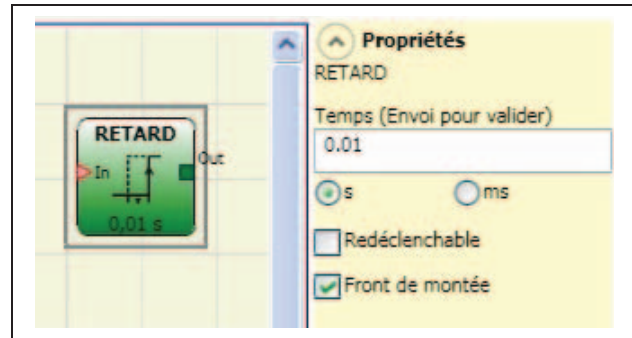 RETARD
In
Out
0,01 s
Propriétés
RETARD
Temps (Envoi pour valider)
0.01
s
ms
Redéclenchable
Front de montée